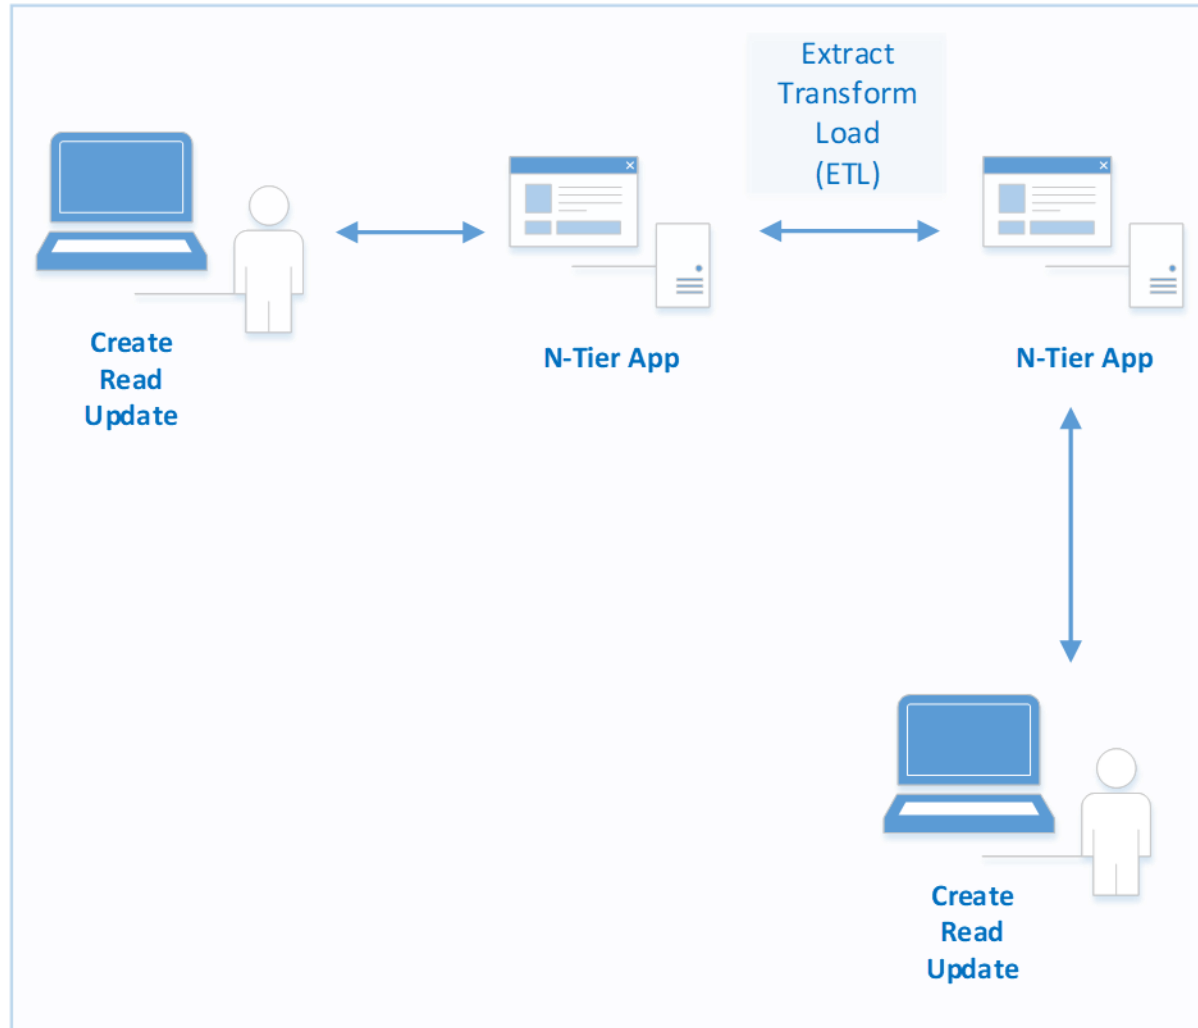 Extract
Transform
Load
(ETL)
Create
Read
Update
N-Tier App
N-Tier App
Create
Read
Update